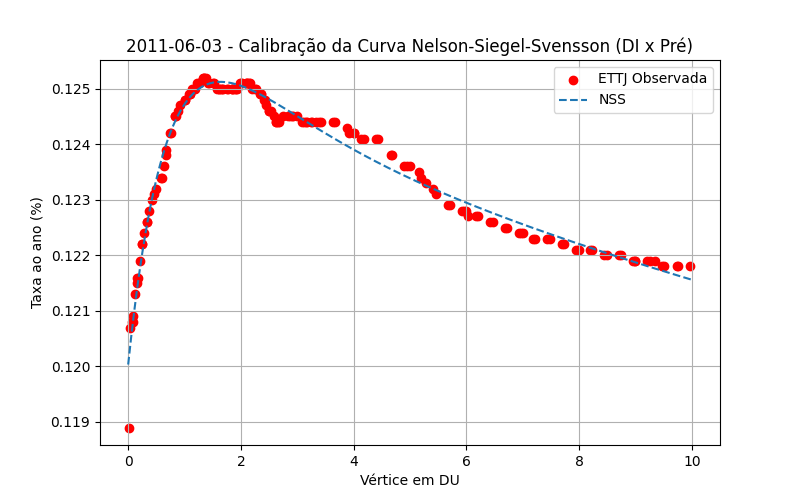 2011-06-03 - Calibração da Curva Nelson-Siegel-Svensson (DI x Pré)
ETTJ Observada
NSS
Taxa ao ano (%)
0.125
0.124
0.123
0.122
0.121
0.120
0.119
0 2 4 6 8 10
Vértice em DU